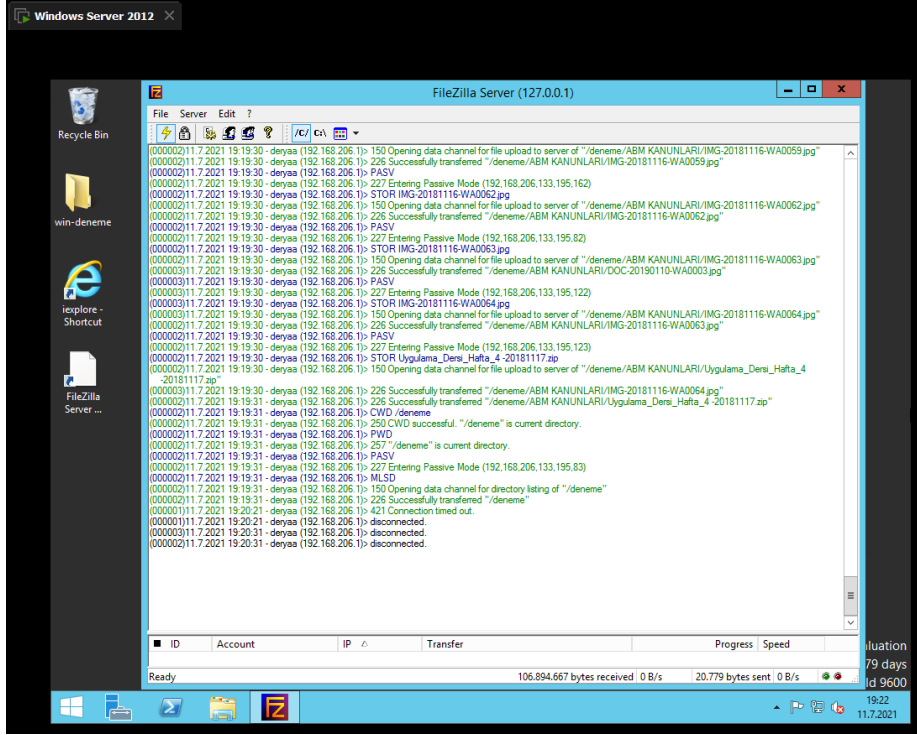 Windows Server 2012
Recycle Bin
win-deneme
iexplore -
Shortcut
FileZilla
Server ...
FileZilla Server (127.0.0.1)
File Server Edit ?
/C/ C:\
(000002)11.7.2021 19:19:30 - deryaa (192.168.206.1)> 150 Opening data channel for file upload to server of "/deneme/ABM KANUNLARI/IMG-20181116-WA0059.jpg"
(000002)11.7.2021 19:19:30 - deryaa (192.168.206.1)> 226 Successfully transferred "/deneme/ABM KANUNLARI/IMG-20181116-WA0059.jpg"
(000002)11.7.2021 19:19:30 - deryaa (192.168.206.1)> PASV
(000002)11.7.2021 19:19:30 - deryaa (192.168.206.1)> 227 Entering Passive Mode (192,168,206,133,195,162)
(000002)11.7.2021 19:19:30 - deryaa (192.168.206.1)> STOR IMG-20181116-WA0062.jpg
(000002)11.7.2021 19:19:30 - deryaa (192.168.206.1)> 150 Opening data channel for file upload to server of "/deneme/ABM KANUNLARI/IMG-20181116-WA0062.jpg"
(000002)11.7.2021 19:19:30 - deryaa (192.168.206.1)> 226 Successfully transferred "/deneme/ABM KANUNLARI/IMG-20181116-WA0062.jpg"
(000002)11.7.2021 19:19:30 - deryaa (192.168.206.1)> PASV
(000002)11.7.2021 19:19:30 - deryaa (192.168.206.1)> 227 Entering Passive Mode (192,168,206,133,195,82)
(000002)11.7.2021 19:19:30 - deryaa (192.168.206.1)> STOR IMG-20181116-WA0063.jpg
(000002)11.7.2021 19:19:30 - deryaa (192.168.206.1)> 150 Opening data channel for file upload to server of "/deneme/ABM KANUNLARI/IMG-20181116-WA0063.jpg"
(000003)11.7.2021 19:19:30 - deryaa (192.168.206.1)> 226 Successfully transferred "/deneme/ABM KANUNLARI/DOC-20190110-WA0003.jpg"
(000003)11.7.2021 19:19:30 - deryaa (192.168.206.1)> PASV
(000003)11.7.2021 19:19:30 - deryaa (192.168.206.1)> 227 Entering Passive Mode (192,168,206,133,195,122)
(000003)11.7.2021 19:19:30 - deryaa (192.168.206.1)> STOR IMG-20181116-WA0064.jpg
(000003)11.7.2021 19:19:30 - deryaa (192.168.206.1)> 150 Opening data channel for file upload to server of "/deneme/ABM KANUNLARI/IMG-20181116-WA0064.jpg"
(000002)11.7.2021 19:19:30 - deryaa (192.168.206.1)> 226 Successfully transferred "/deneme/ABM KANUNLARI/IMG-20181116-WA0063.jpg"
(000002)11.7.2021 19:19:30 - deryaa (192.168.206.1)> PASV
(000002)11.7.2021 19:19:30 - deryaa (192.168.206.1)> 227 Entering Passive Mode (192,168,206,133,195,123)
(000002)11.7.2021 19:19:30 - deryaa (192.168.206.1)> STOR Uygulama_Dersi_Hafta_4 -20181117.zip
(000002)11.7.2021 19:19:30 - deryaa (192.168.206.1)> 150 Opening data channel for file upload to server of "/deneme/ABM KANUNLARI/Uygulama_Dersi_Hafta_4
-20181117.zip"
(000003)11.7.2021 19:19:30 - deryaa (192.168.206.1)> 226 Successfully transferred "/deneme/ABM KANUNLARI/IMG-20181116-WA0064.jpg"
(000002)11.7.2021 19:19:31 - deryaa (192.168.206.1)> 226 Successfully transferred "/deneme/ABM KANUNLARI/Uygulama_Dersi_Hafta_4 -20181117.zip"
(000002)11.7.2021 19:19:31 - deryaa (192.168.206.1)> CWD /deneme
(000002)11.7.2021 19:19:31 - deryaa (192.168.206.1)> 250 CWD successful. "/deneme" is current directory.
(000002)11.7.2021 19:19:31 - deryaa (192.168.206.1)> PWD
(000002)11.7.2021 19:19:31 - deryaa (192.168.206.1)> 257 "/deneme" is current directory.
(000002)11.7.2021 19:19:31 - deryaa (192.168.206.1)> PASV
(000002)11.7.2021 19:19:31 - deryaa (192.168.206.1)> 227 Entering Passive Mode (192,168,206,133,195,83)
(000002)11.7.2021 19:19:31 - deryaa (192.168.206.1)> MLSD
(000002)11.7.2021 19:19:31 - deryaa (192.168.206.1)> 150 Opening data channel for directory listing of "/deneme"
(000002)11.7.2021 19:19:31 - deryaa (192.168.206.1)> 226 Successfully transferred "/deneme"
(000001)11.7.2021 19:20:21 - deryaa (192.168.206.1)> 421 Connection timed out.
(000001)11.7.2021 19:20:21 - deryaa (192.168.206.1)> disconnected.
(000003)11.7.2021 19:20:31 - deryaa (192.168.206.1)> disconnected.
(000002)11.7.2021 19:20:31 - deryaa (192.168.206.1)> disconnected.
ID Account IP Transfer Progress Speed
Ready 106.894.667 bytes received 0 B/s 20.779 bytes sent 0 B/s
luation
79 days
ld 9600
19:22
11.7.2021